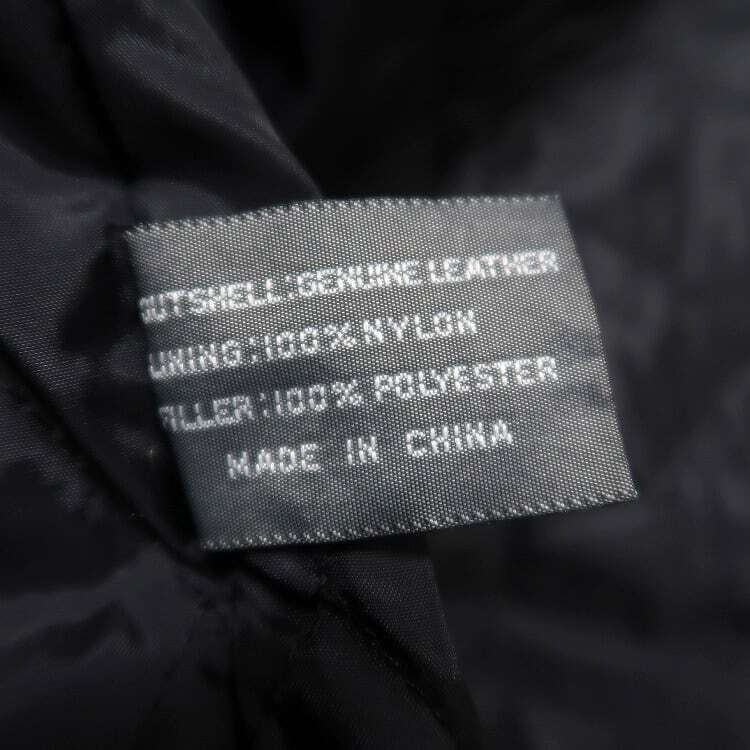 OUTSHELL:GENUINE LEATHER
LINING:100%NYLON
FILLER:100% POLYESTER
MADE IN CHINA